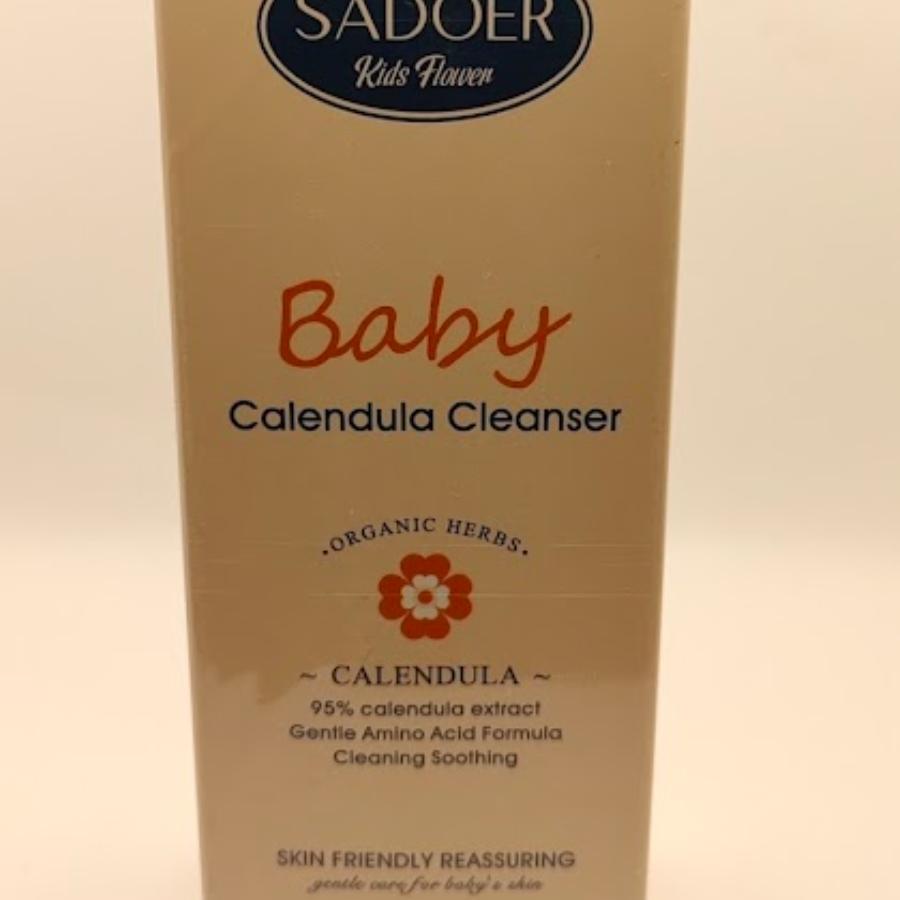 SADOER
Kids Flower
Baby
Calendula Cleanser
·ORGANIC HERBS·
~ CALENDULA ~
95% calendula extract
Gentle Amino Acid Formula
Cleaning Soothing
SKIN FRIENDLY REASSURING
gentle care for baby's skin